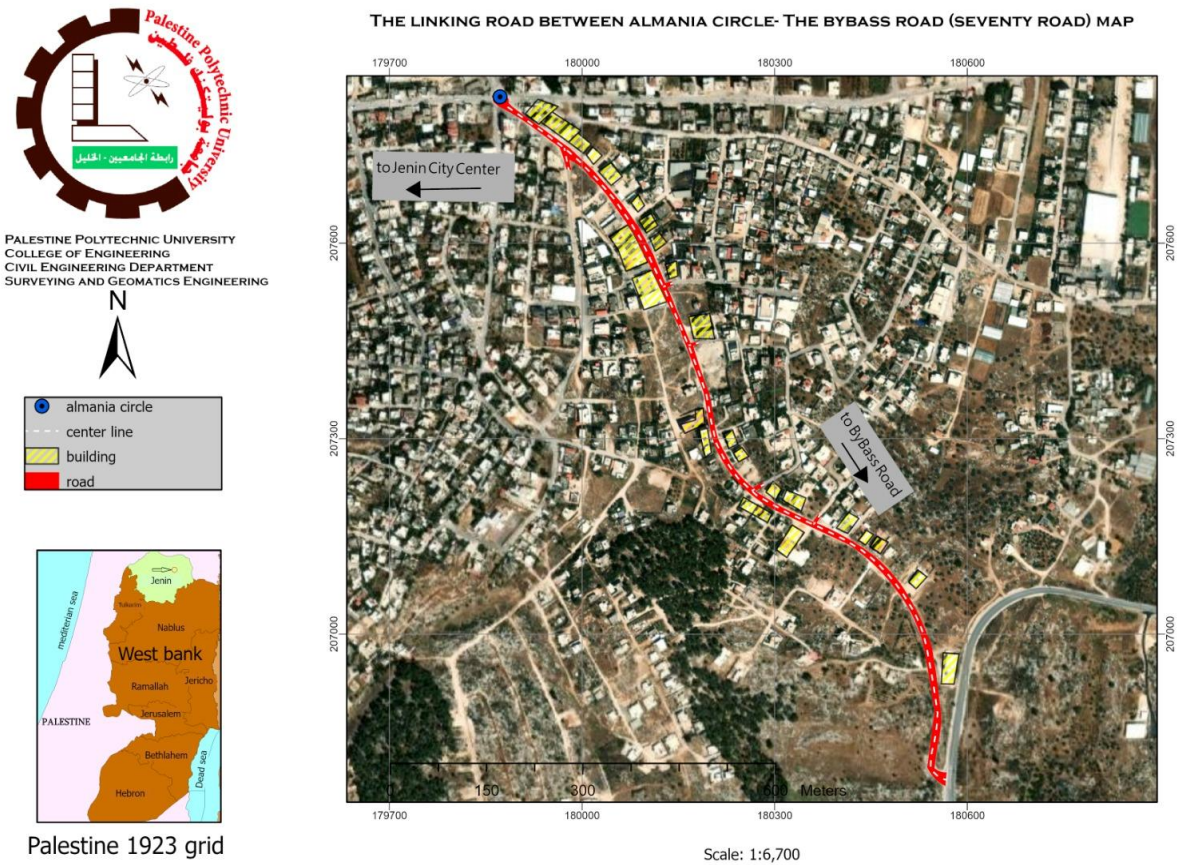 THE LINKING ROAD BETWEEN ALMANIA CIRCLE- THE BYBASS ROAD (SEVENTY ROAD) MAP
Palestine Polytechnic University
جامعة بوليتكنك فلسطين
رابطة الجامعيين - الخليل
PALESTINE POLYTECHNIC UNIVERSITY
COLLEGE OF ENGINEERING
CIVIL ENGINEERING DEPARTMENT
SURVEYING AND GEOMATICS ENGINEERING
N
almania circle
center line
building
road
mediterian sea
Jenin
Tulkarim
Nablus
West bank
Ramallah
Jericho
Jerusalem
PALESTINE
Bethlahem
Dead sea
Hebron
Palestine 1923 grid
179700 180000 180300 180600
207600 207600
207300 207300
207000 207000
to Jenin City Center
to ByBass Road
150 300 600 Meters
179700 180000 180300 180600
Scale: 1:6,700